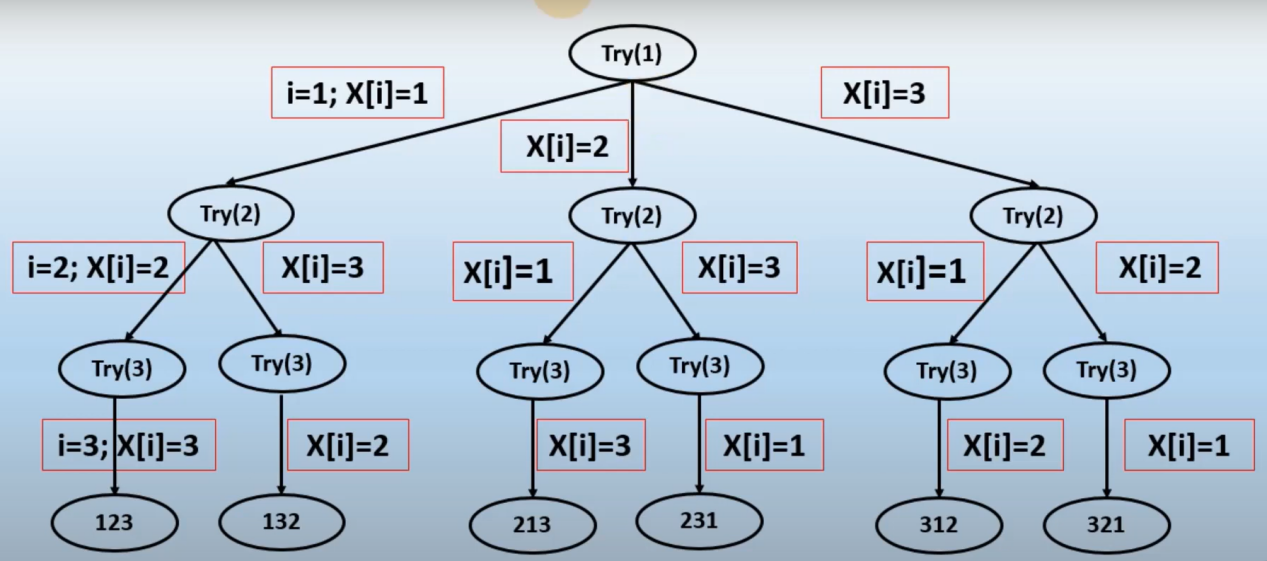 Try(1)
i=1; X[i]=1
X[i]=2
X[i]=3
Try(2)
Try(2)
Try(2)
i=2; X[i]=2
X[i]=3
X[i]=1
X[i]=3
X[i]=1
X[i]=2
Try(3)
Try(3)
Try(3)
Try(3)
Try(3)
Try(3)
i=3; X[i]=3
X[i]=2
X[i]=3
X[i]=1
X[i]=2
X[i]=1
123
132
213
231
312
321